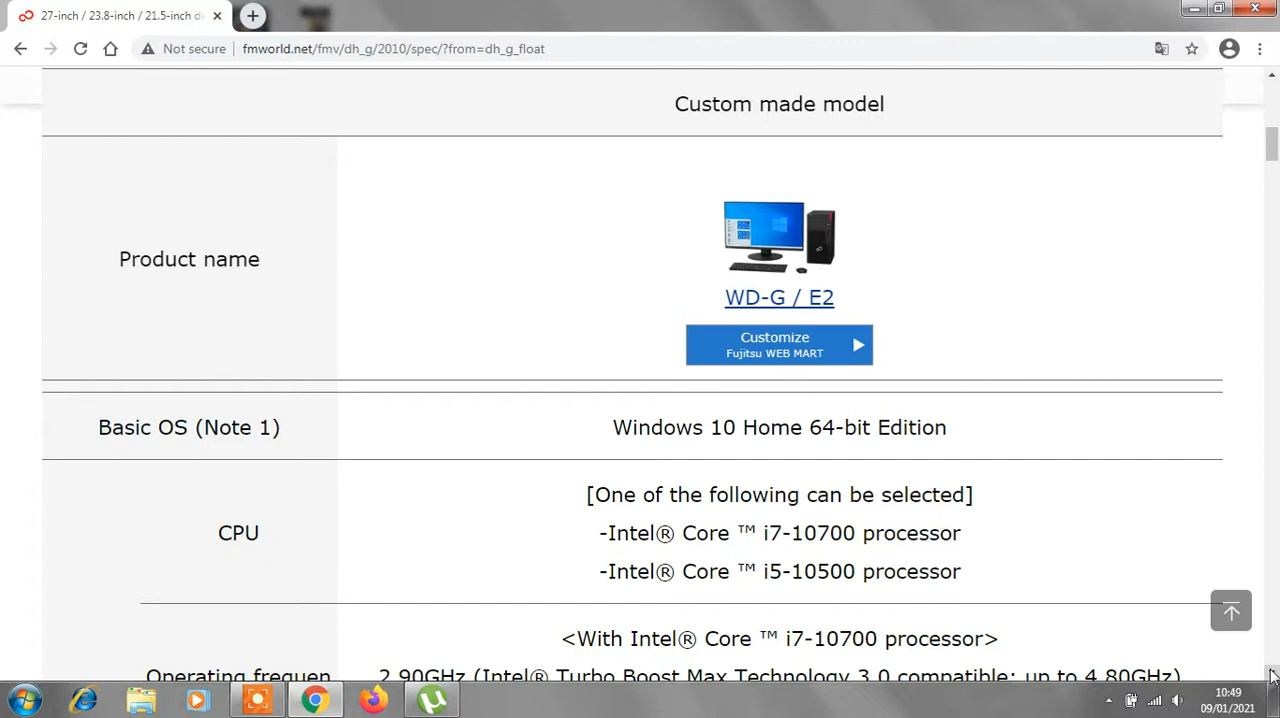 27-inch / 23.8-inch / 21.5-inch de
Not secure
fmworld.net/fmv/dh_g/2010/spec/?from=dh_g_float
Custom made model
Product name
WD-G / E2
Customize
Fujitsu WEB MART
Basic OS (Note 1)
Windows 10 Home 64-bit Edition
CPU
[One of the following can be selected]
-Intel® Core ™ i7-10700 processor
-Intel® Core ™ i5-10500 processor
<With Intel® Core ™ i7-10700 processor>
Operating frequen
2.90GHz (Intel® Turbo Boost Max Technology 3.0 compatible: up to 4.80GHz)
10:49
09/01/2021